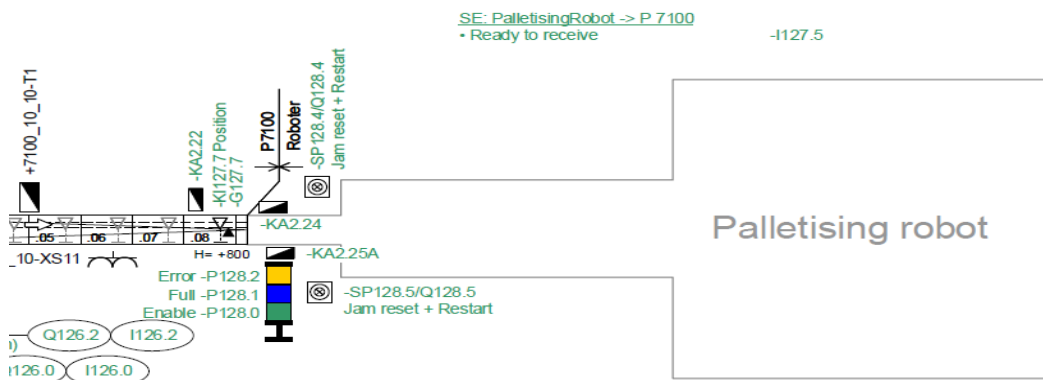 SE: PalletisingRobot -> P 7100
• Ready to receive -I127.5
+7100_10_10-T1
-KA2.22
-KI127.7 Position
-G127.7
P7100
Roboter
-SP128.4/Q128.4
Jam reset + Restart
-KA2.24
.05 .06 .07 .08
_10-XS11
H= +800
-KA2.25A
Palletising robot
Error -P128.2
Full -P128.1
Enable -P128.0
-SP128.5/Q128.5
Jam reset + Restart
Q126.2 I126.2
126.0 I126.0